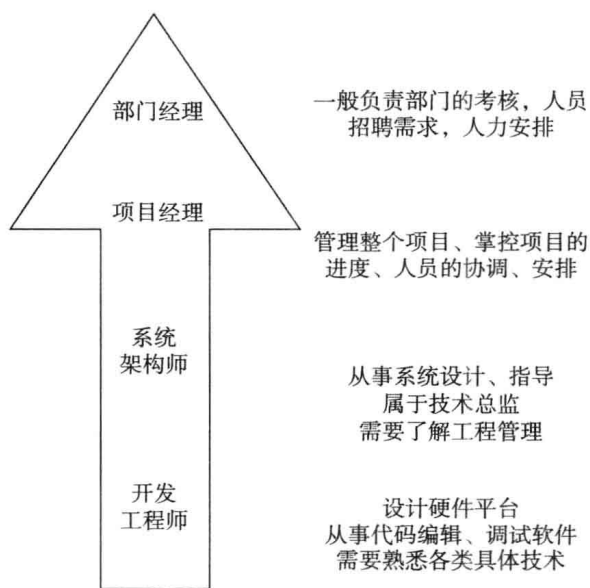 部门经理
一般负责部门的考核，人员
招聘需求，人力安排
项目经理
管理整个项目、掌控项目的
进度、人员的协调、安排
系统
架构师
从事系统设计、指导
属于技术总监
需要了解工程管理
开发
工程师
设计硬件平台
从事代码编辑、调试软件
需要熟悉各类具体技术